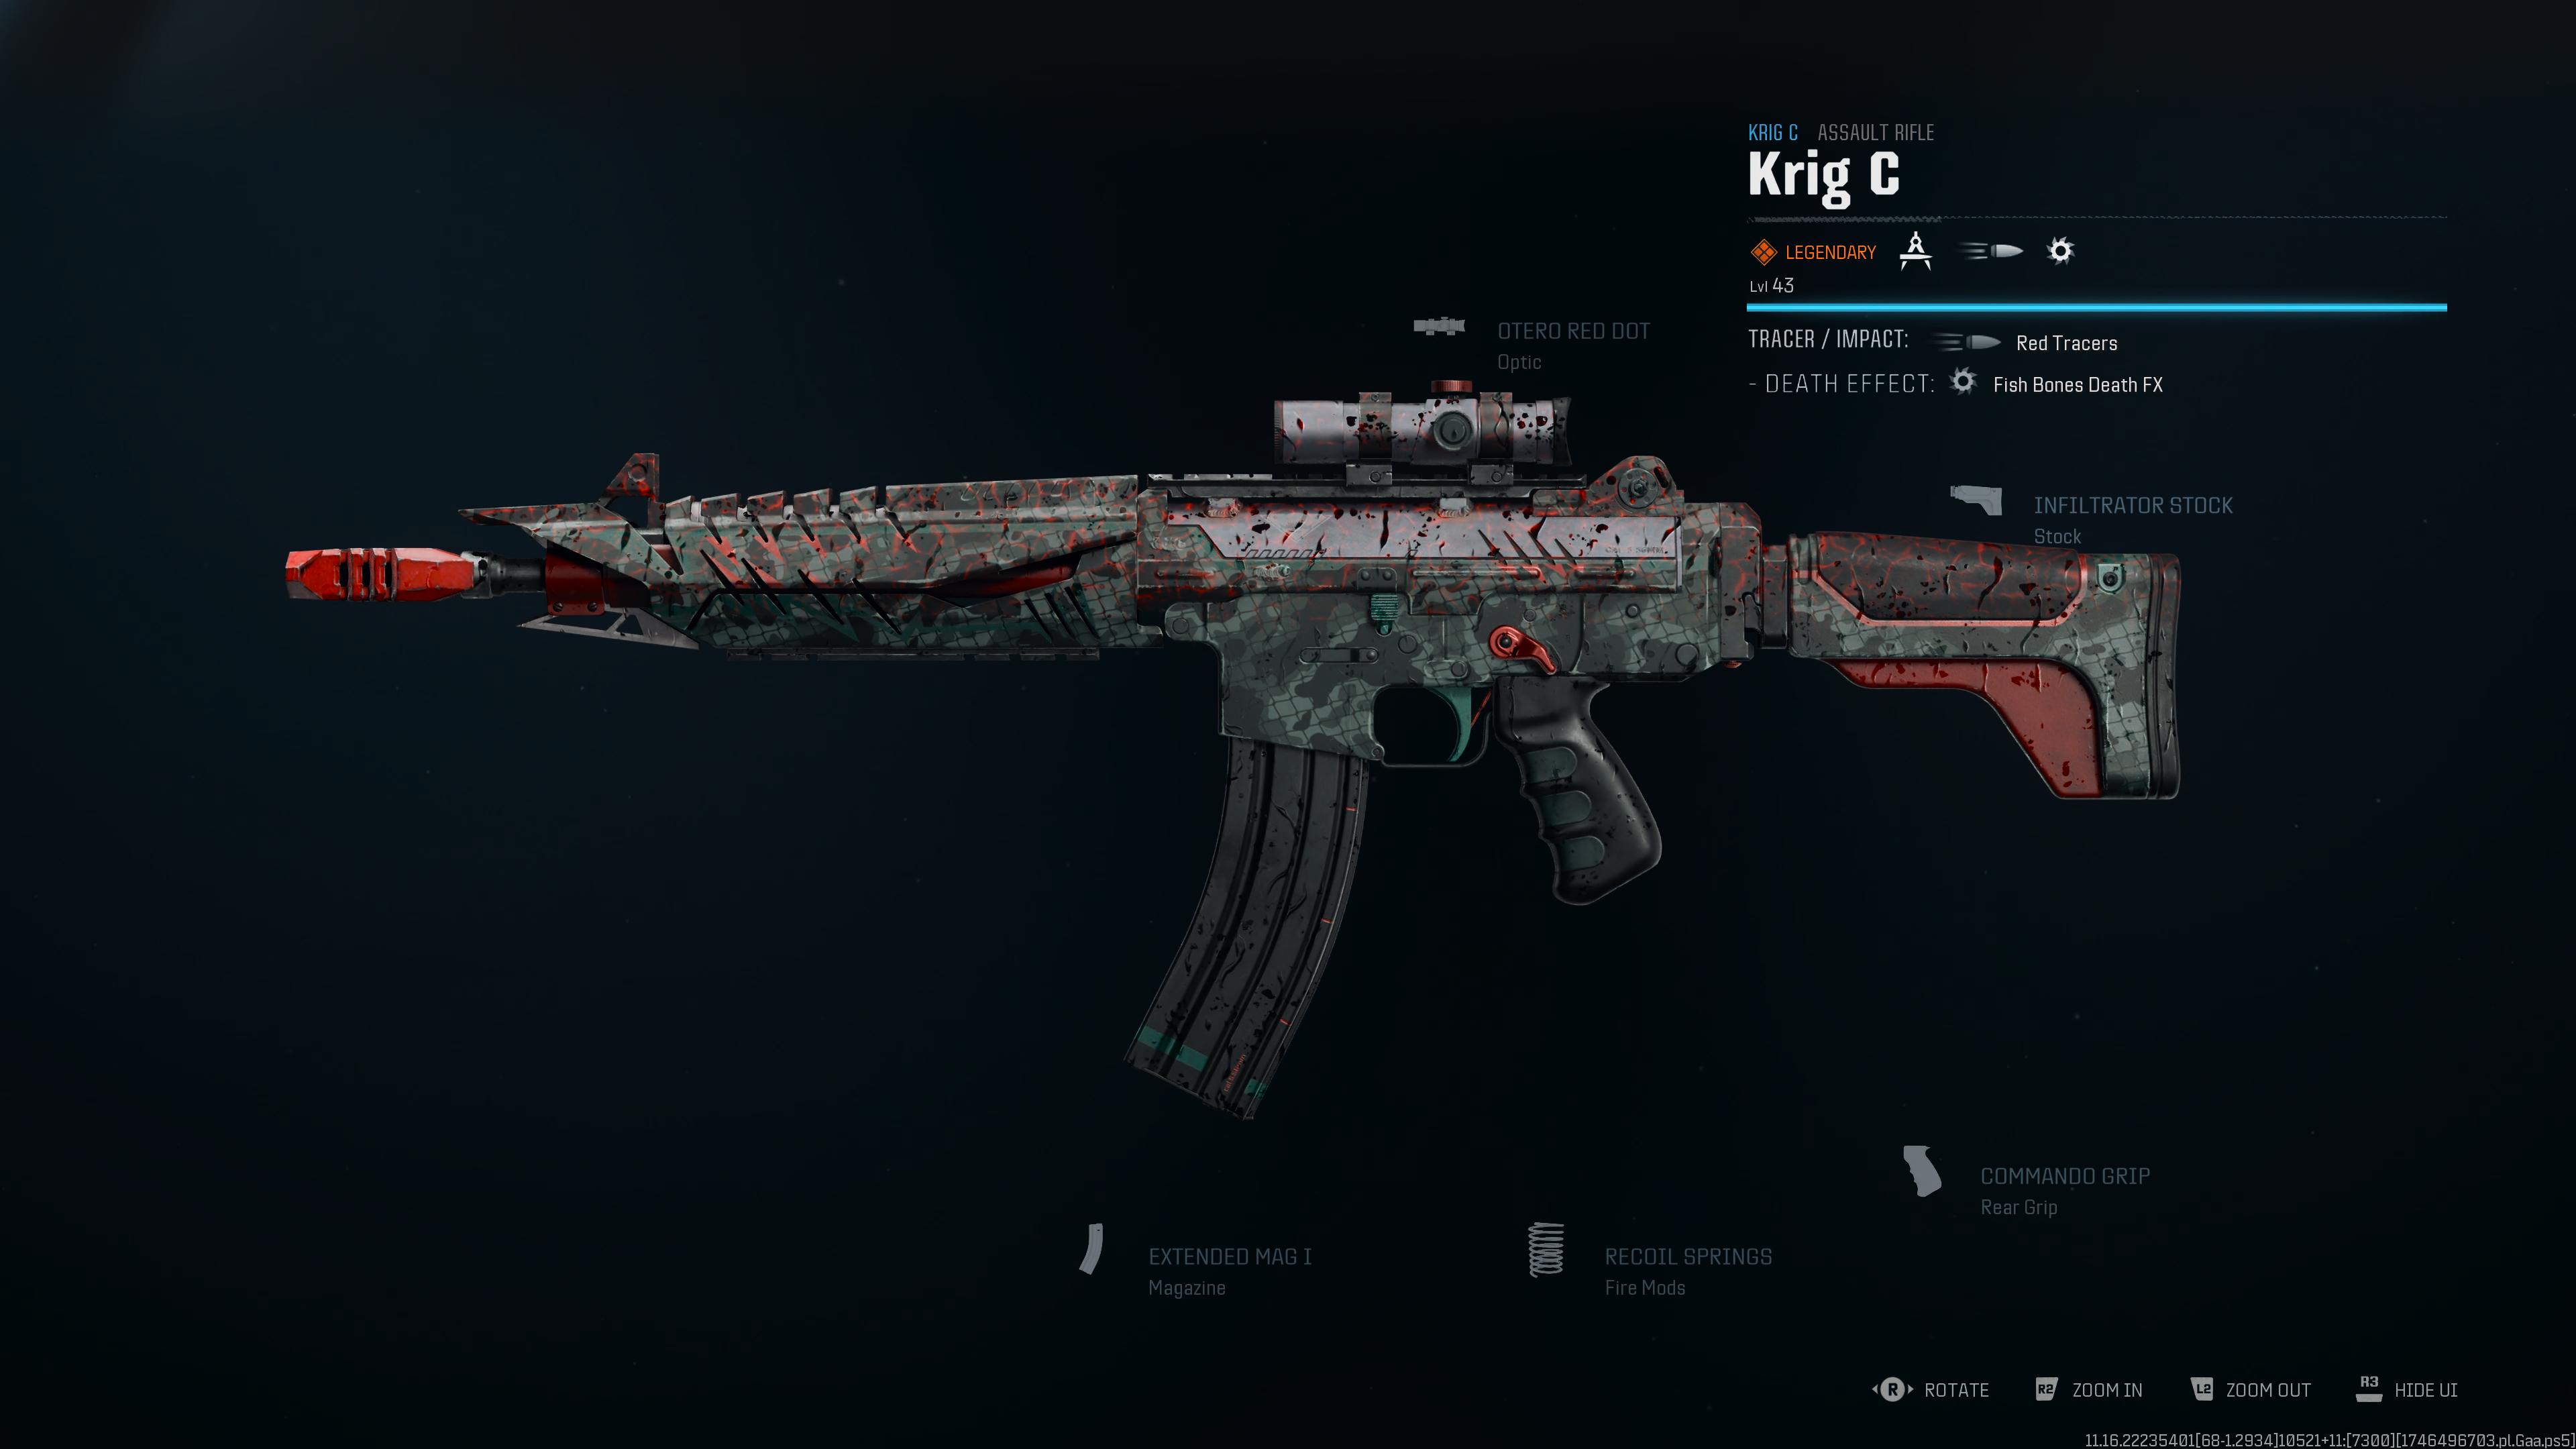 KRIG C ASSAULT RIFLE
Krig C
LEGENDARY
Lvl 43
TRACER / IMPACT: Red Tracers
- DEATH EFFECT: Fish Bones Death FX
OTERO RED DOT
Optic
INFILTRATOR STOCK
Stock
COMMANDO GRIP
Rear Grip
EXTENDED MAG I
Magazine
RECOIL SPRINGS
Fire Mods
R ROTATE
R2 ZOOM IN
L2 ZOOM OUT
R3 HIDE UI
11.16.22235401[68-1.2934]10521+11:[7300][1746496703.pl.Gaa.ps5]